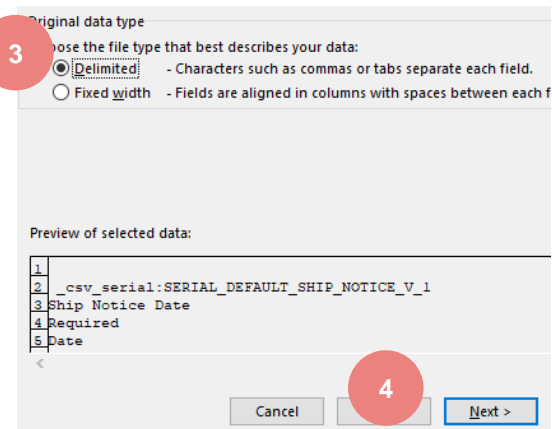 Original data type
3
oose the file type that best describes your data:
Delimited - Characters such as commas or tabs separate each field.
Fixed width - Fields are aligned in columns with spaces between each f
Preview of selected data:
1
2 _csv_serial:SERIAL_DEFAULT_SHIP_NOTICE_V_1
3 Ship Notice Date
4 Required
5 Date
<
4
Cancel
Next >